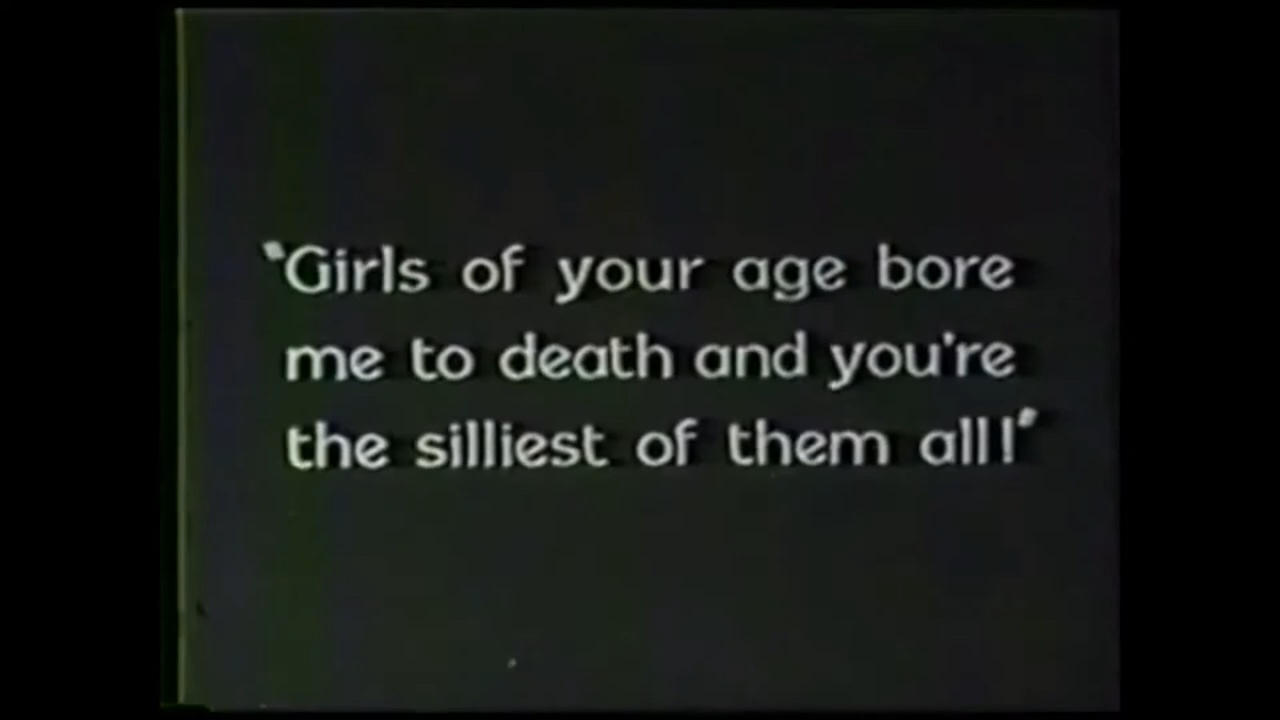 "Girls of your age bore
me to death and you're
the silliest of them all!"